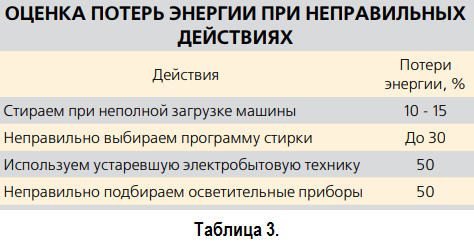 ОЦЕНКА ПОТЕРЬ ЭНЕРГИИ ПРИ НЕПРАВИЛЬНЫХ
ДЕЙСТВИЯХ
Действия
Потери
энергии, %
Стираем при неполной загрузке машины 10 - 15
Неправильно выбираем программу стирки До 30
Используем устаревшую электробытовую технику 50
Неправильно подбираем осветительные приборы 50
Таблица 3.